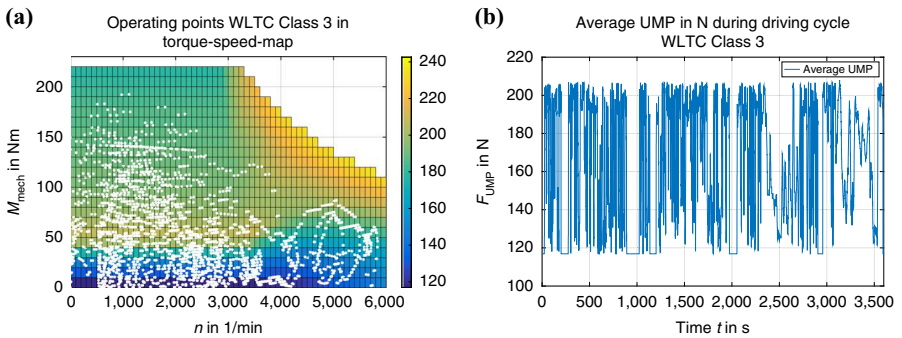 (a)
Operating points WLTC Class 3 in
torque-speed-map
M mech in Nm
200
150
100
50
0
0 1,000 2,000 3,000 4,000 5,000 6,000
n in 1/min
240
220
200
180
160
140
120
(b)
Average UMP in N during driving cycle
WLTC Class 3
Average UMP
F UMP in N
220
200
180
160
140
120
100
0 500 1,000 1,500 2,000 2,500 3,000 3,500
Time t in s